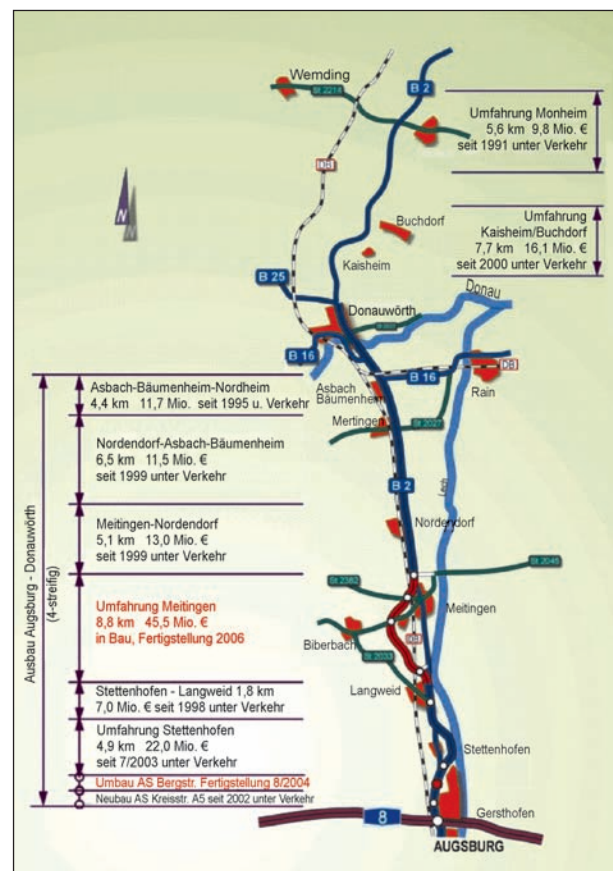 Wemding
St 2214
B 2
DB
Umfahrung Monheim
5,6 km 9,8 Mio. €
seit 1991 unter Verkehr
N
Buchdorf
Kaisheim
Umfahrung
Kaisheim/Buchdorf
7,7 km 16,1 Mio. €
seit 2000 unter Verkehr
B 25
Donau
Donauwörth
B 16
Asbach
Bäumenheim
B 16
DB
Rain
Mertingen
St 2027
Ausbau Augsburg - Donauwörth
(4-streifig)
Asbach-Bäumenheim-Nordheim
4,4 km 11,7 Mio. seit 1995 u. Verkehr
Nordendorf-Asbach-Bäumenheim
6,5 km 11,5 Mio. €
seit 1999 unter Verkehr
B 2
Lech
Nordendorf
Meitingen-Nordendorf
5,1 km 13,0 Mio. €
seit 1999 unter Verkehr
St 2045
St 2382
Meitingen
Umfahrung Meitingen
8,8 km 45,5 Mio. €
in Bau, Fertigstellung 2006
Biberbach
DB
St 2033
Langweid
Stettenhofen - Langweid 1,8 km
7,0 Mio. € seit 1998 unter Verkehr
Umfahrung Stettenhofen
4,9 km 22,0 Mio. €
seit 7/2003 unter Verkehr
Stettenhofen
Umbau AS Bergstr. Fertigstellung 8/2004
Neubau AS Kreisstr. A5 seit 2002 unter Verkehr
Gersthofen
8
AUGSBURG